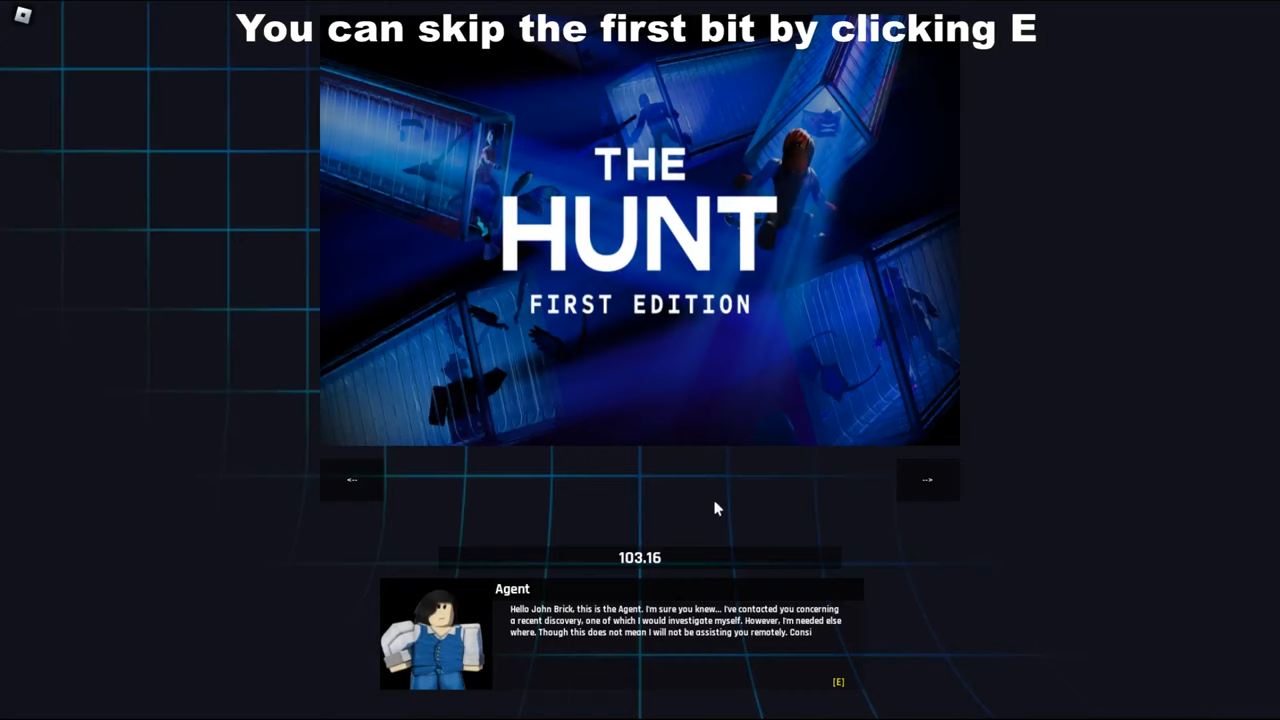 You can skip the first bit by clicking E
THE
HUNT
FIRST EDITION
<--
-->
103.16
Agent
Hello John Brick, this is the Agent. I'm sure you knew... I've contacted you concerning
a recent discovery, one of which I would investigate myself. However, I'm needed else
where. Though this does not mean I will not be assisting you remotely. Consi
[E]